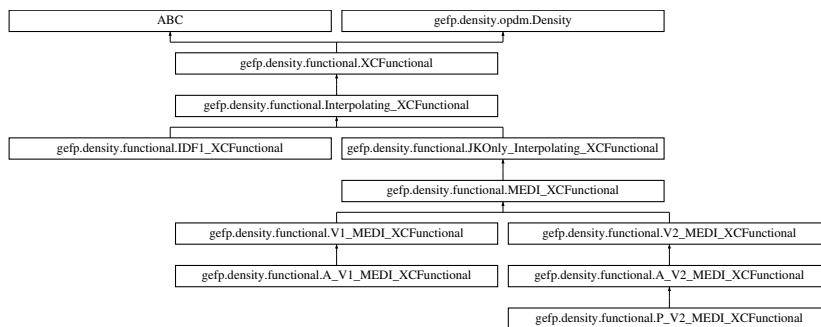 ABC
gefp.density.opdm.Density
gefp.density.functional.XCFunctional
gefp.density.functional.Interpolating_XCFunctional
gefp.density.functional.IDF1_XCFunctional
gefp.density.functional.JKOnly_Interpolating_XCFunctional
gefp.density.functional.MEDI_XCFunctional
gefp.density.functional.V1_MEDI_XCFunctional
gefp.density.functional.V2_MEDI_XCFunctional
gefp.density.functional.A_V1_MEDI_XCFunctional
gefp.density.functional.A_V2_MEDI_XCFunctional
gefp.density.functional.P_V2_MEDI_XCFunctional